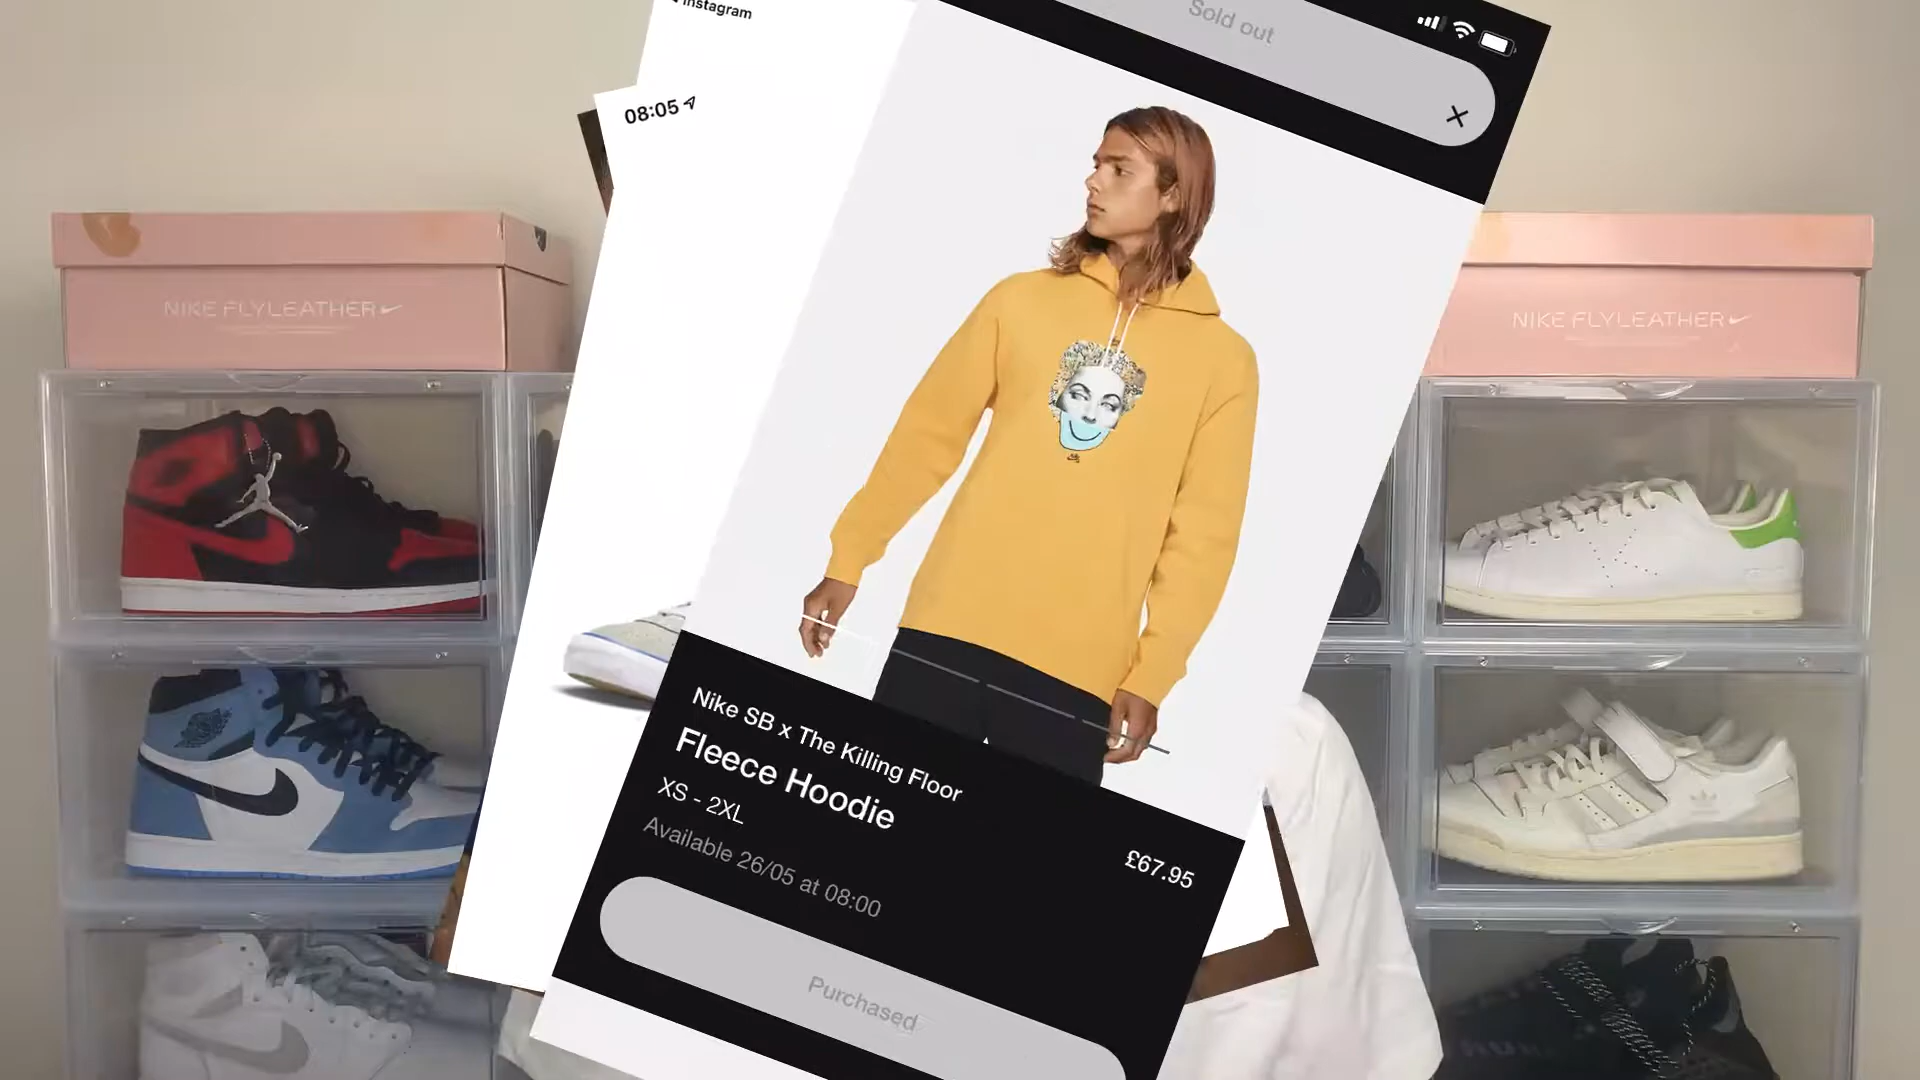 Instagram
Sold out
08:05
NIKE FLYLEATHER
NIKE FLYLEATHER
Nike SB x The Killing Floor
Fleece Hoodie
XS - 2XL
£67.95
Available 26/05 at 08:00
Purchased